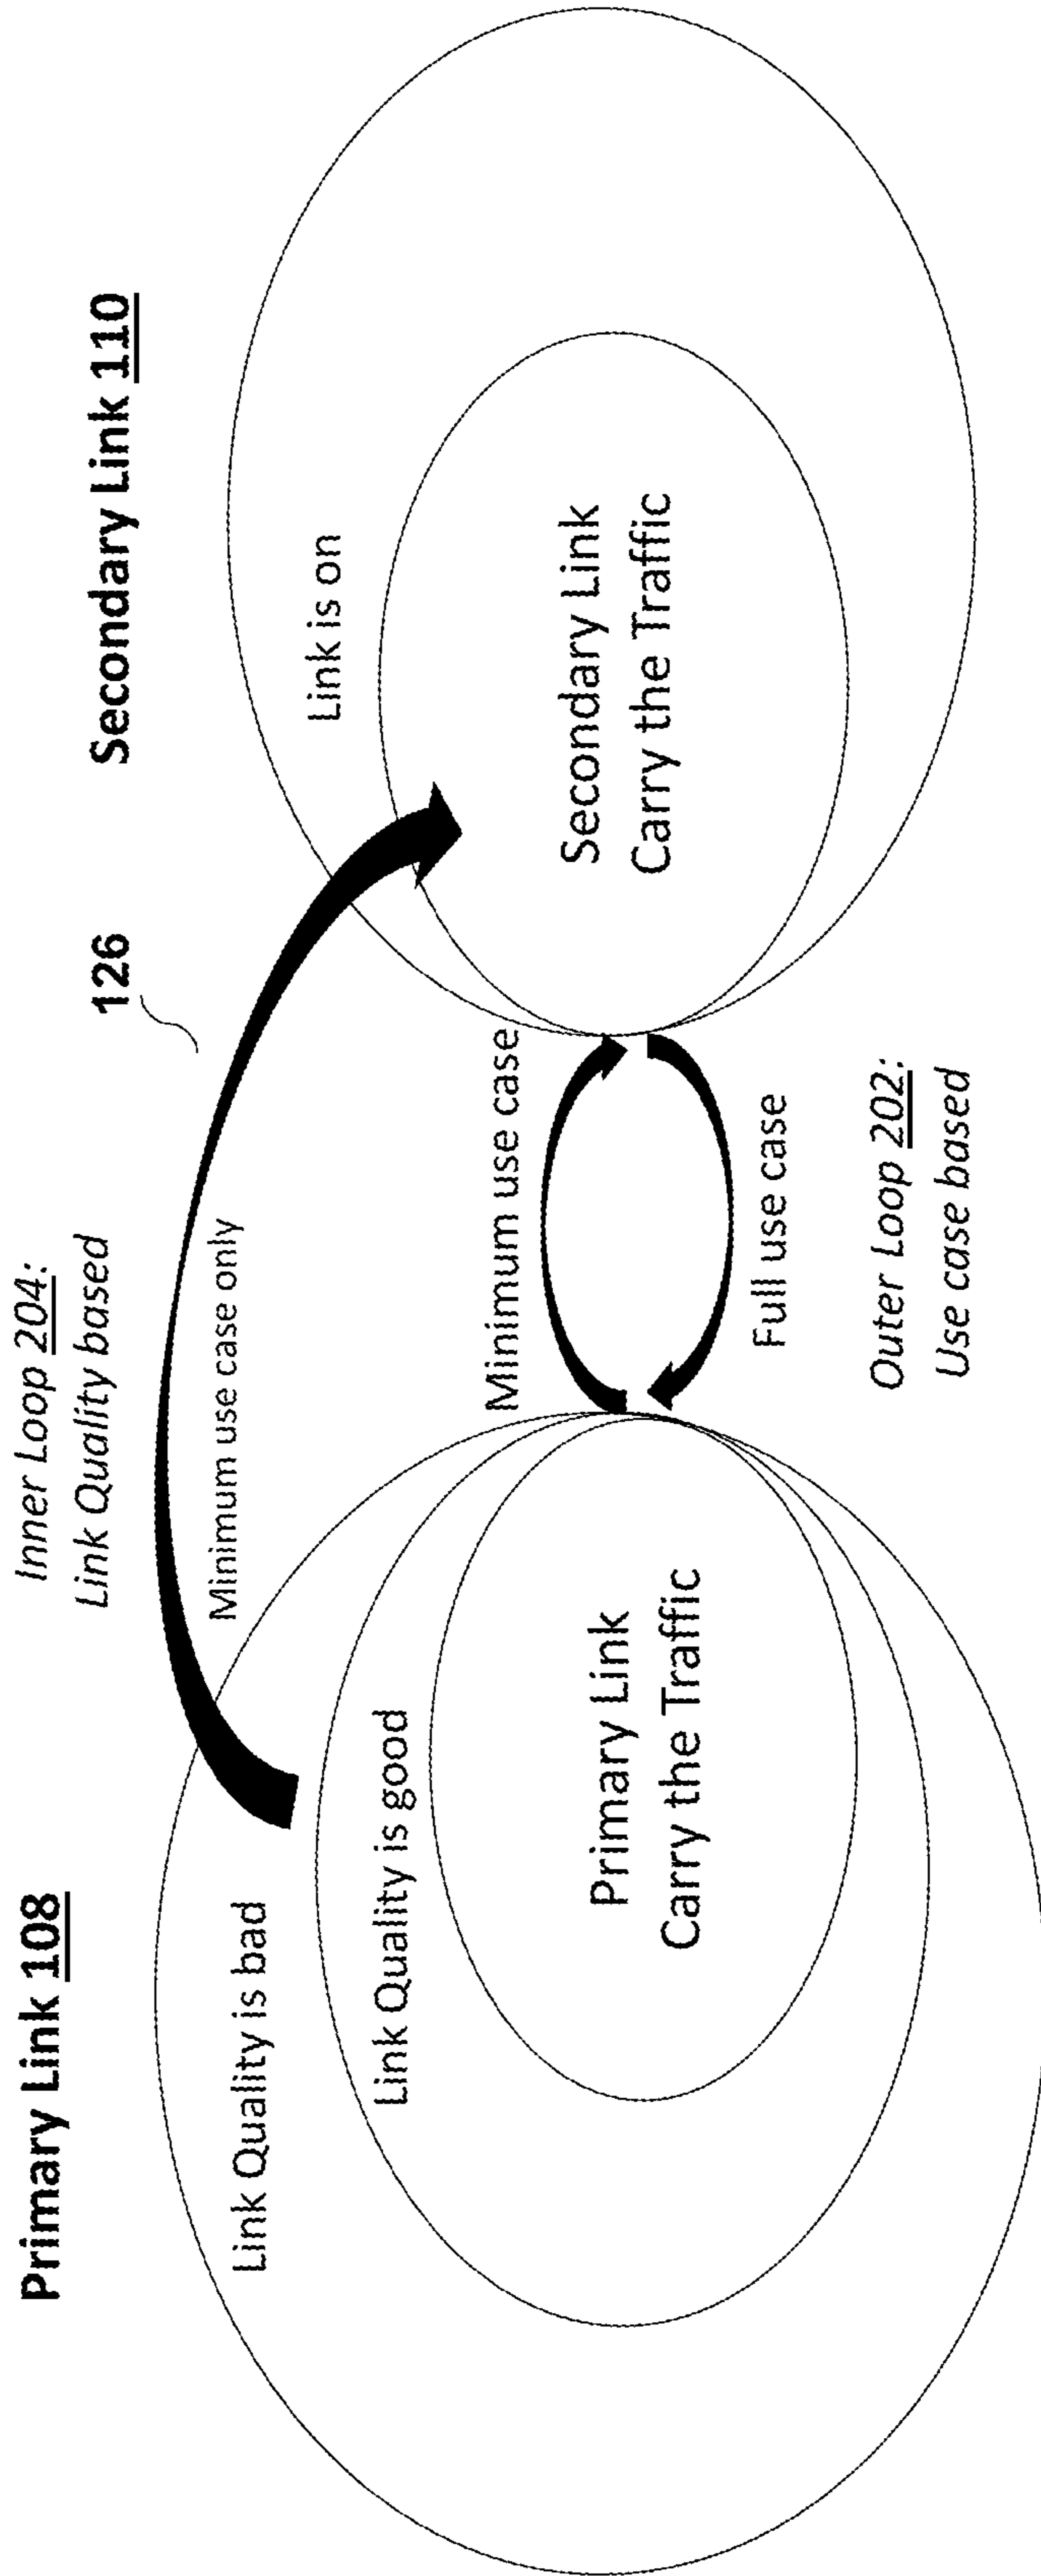 Primary Link 108
Inner Loop 204:
Link Quality based
126
Secondary Link 110
Minimum use case only
Link Quality is bad
Link is on
Link Quality is good
Minimum use case
Primary Link
Carry the Traffic
Secondary Link
Carry the Traffic
Full use case
Outer Loop 202:
Use case based